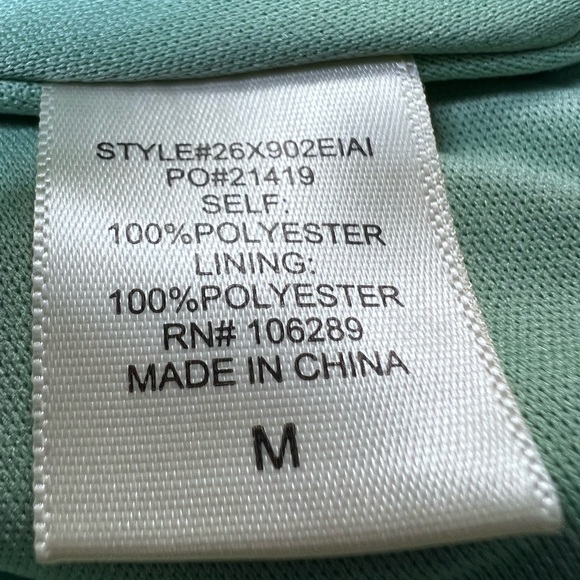 STYLE#26X902EIAI
PO#21419
SELF:
100%POLYESTER
LINING:
100%POLYESTER
RN# 106289
MADE IN CHINA
M